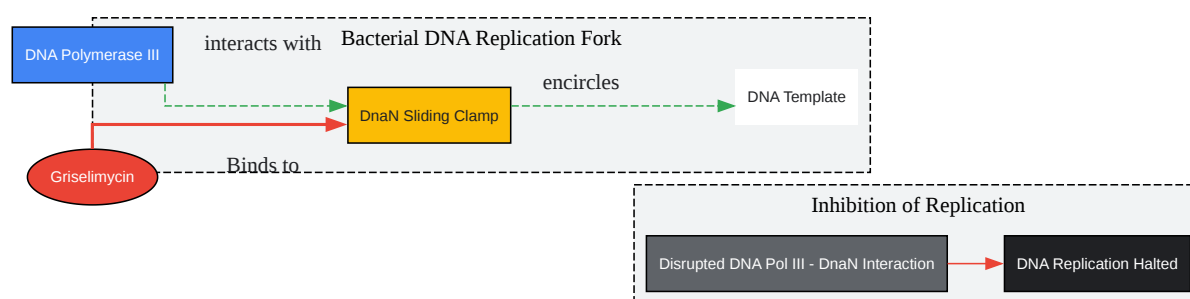 interacts with
Bacterial DNA Replication Fork
DNA Polymerase III
encircles
DNA Template
DnaN Sliding Clamp
Binds to
Griselimycin
Inhibition of Replication
Disrupted DNA Pol III - DnaN Interaction
DNA Replication Halted